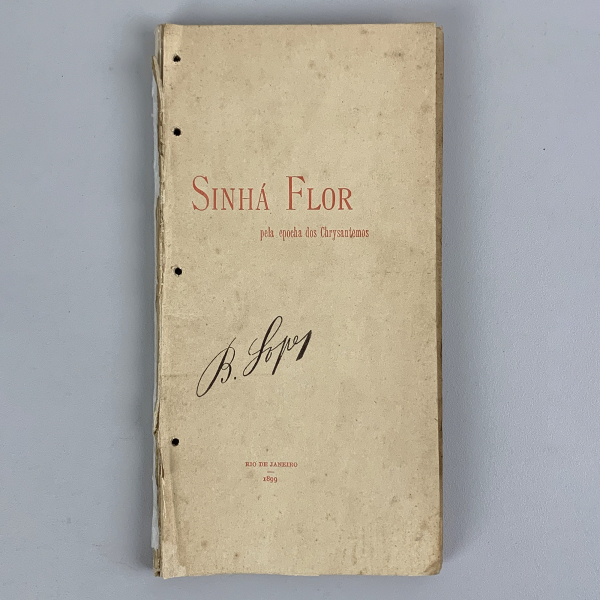 SINHÁ FLOR
pela epocha dos Chrysantemos
B. Lopes
RIO DE JANEIRO
1899